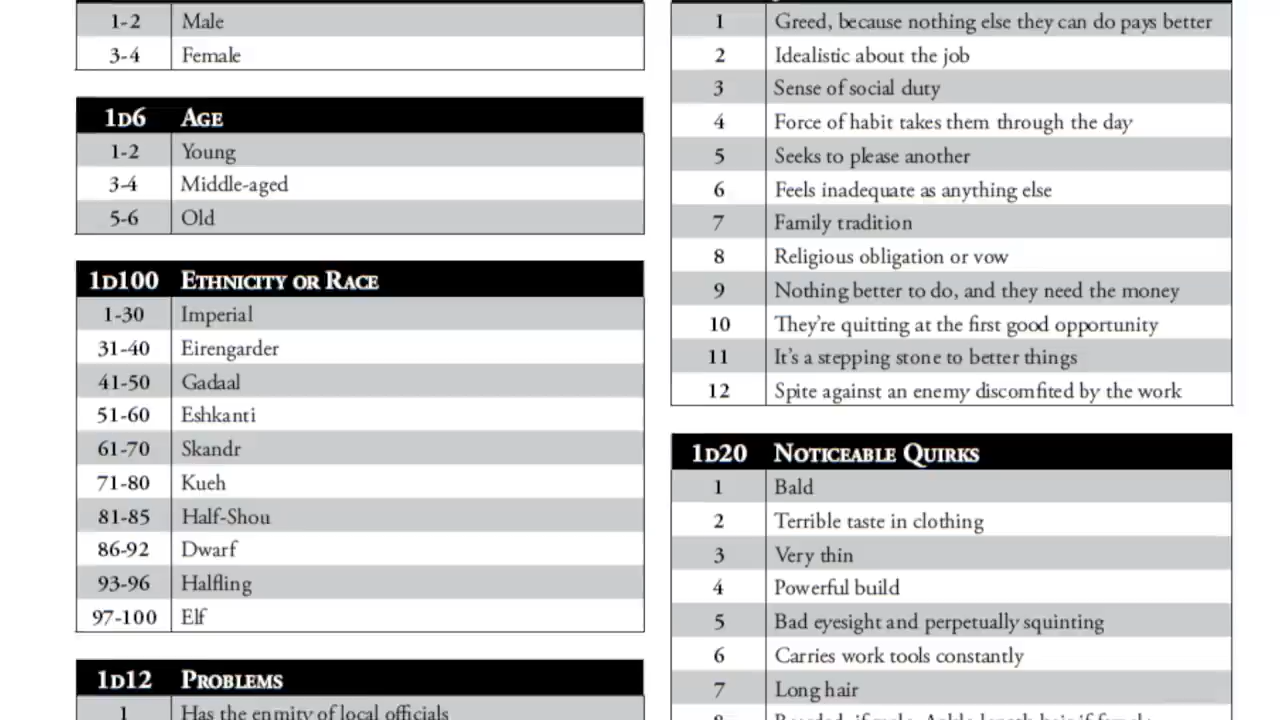 1-2 Male
3-4 Female
1D6 AGE
1-2 Young
3-4 Middle-aged
5-6 Old
1D100 ETHNICITY OR RACE
1-30 Imperial
31-40 Eirengarder
41-50 Gadaal
51-60 Eshkanti
61-70 Skandr
71-80 Kueh
81-85 Half-Shou
86-92 Dwarf
93-96 Halfling
97-100 Elf
1D12 PROBLEMS
1 Has the enmity of local officials
1 Greed, because nothing else they can do pays better
2 Idealistic about the job
3 Sense of social duty
4 Force of habit takes them through the day
5 Seeks to please another
6 Feels inadequate as anything else
7 Family tradition
8 Religious obligation or vow
9 Nothing better to do, and they need the money
10 They're quitting at the first good opportunity
11 It's a stepping stone to better things
12 Spite against an enemy discomfited by the work
1D20 NOTICEABLE QUIRKS
1 Bald
2 Terrible taste in clothing
3 Very thin
4 Powerful build
5 Bad eyesight and perpetually squinting
6 Carries work tools constantly
7 Long hair
8 Bearded, if male. Ankle-length hair if female